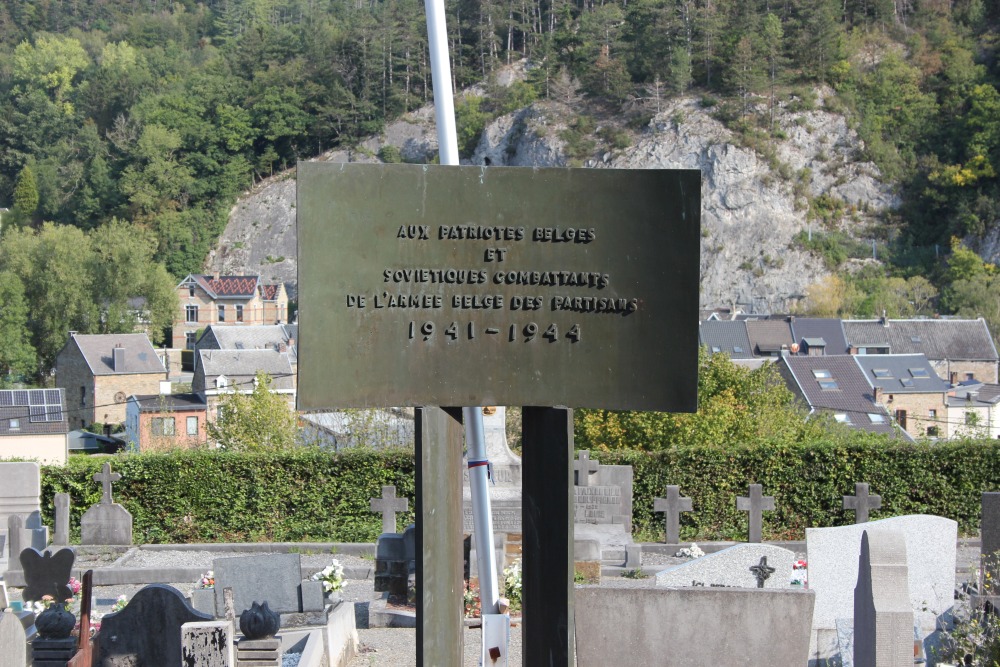 AUX PATRIOTES BELGES
ET
SOVIETIQUES COMBATTANTS
DE L'ARMEE BELGE DES PARTISANS
1941-1944